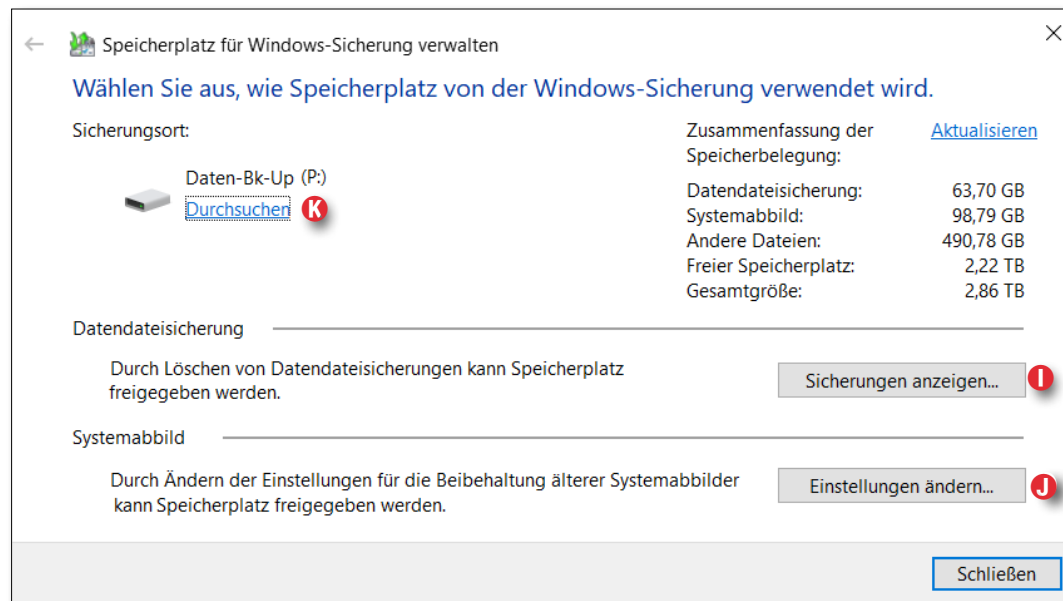 Speicherplatz für Windows-Sicherung verwalten
Wählen Sie aus, wie Speicherplatz von der Windows-Sicherung verwendet wird.
Sicherungsort:
Daten-Bk-Up (P:)
Durchsuchen K
Zusammenfassung der Aktualisieren
Speicherbelegung:
Datendateisicherung: 63,70 GB
Systemabbild: 98,79 GB
Andere Dateien: 490,78 GB
Freier Speicherplatz: 2,22 TB
Gesamtgröße: 2,86 TB
Datendateisicherung
Durch Löschen von Datendateisicherungen kann Speicherplatz
freigegeben werden.
Sicherungen anzeigen... I
Systemabbild
Durch Ändern der Einstellungen für die Beibehaltung älterer Systemabbilder
kann Speicherplatz freigegeben werden.
Einstellungen ändern... J
Schließen